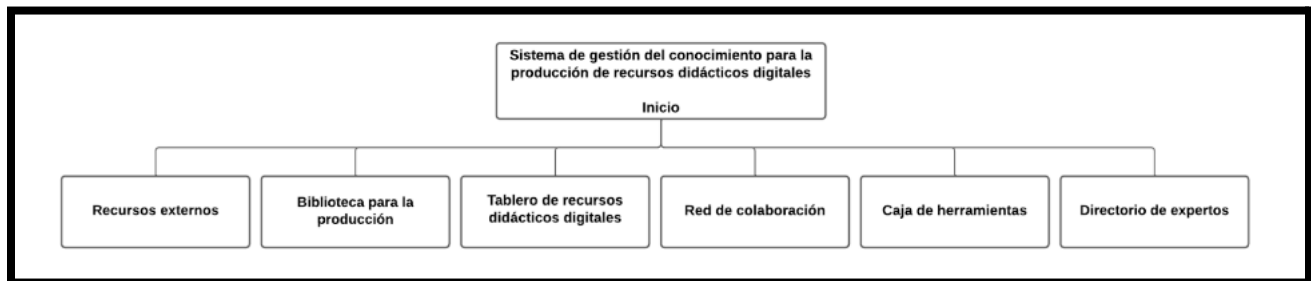 Sistema de gestión del conocimiento para la
producción de recursos didácticos digitales
Inicio
Recursos externos
Biblioteca para la
producción
Tablero de recursos
didácticos digitales
Red de colaboración
Caja de herramientas
Directorio de expertos